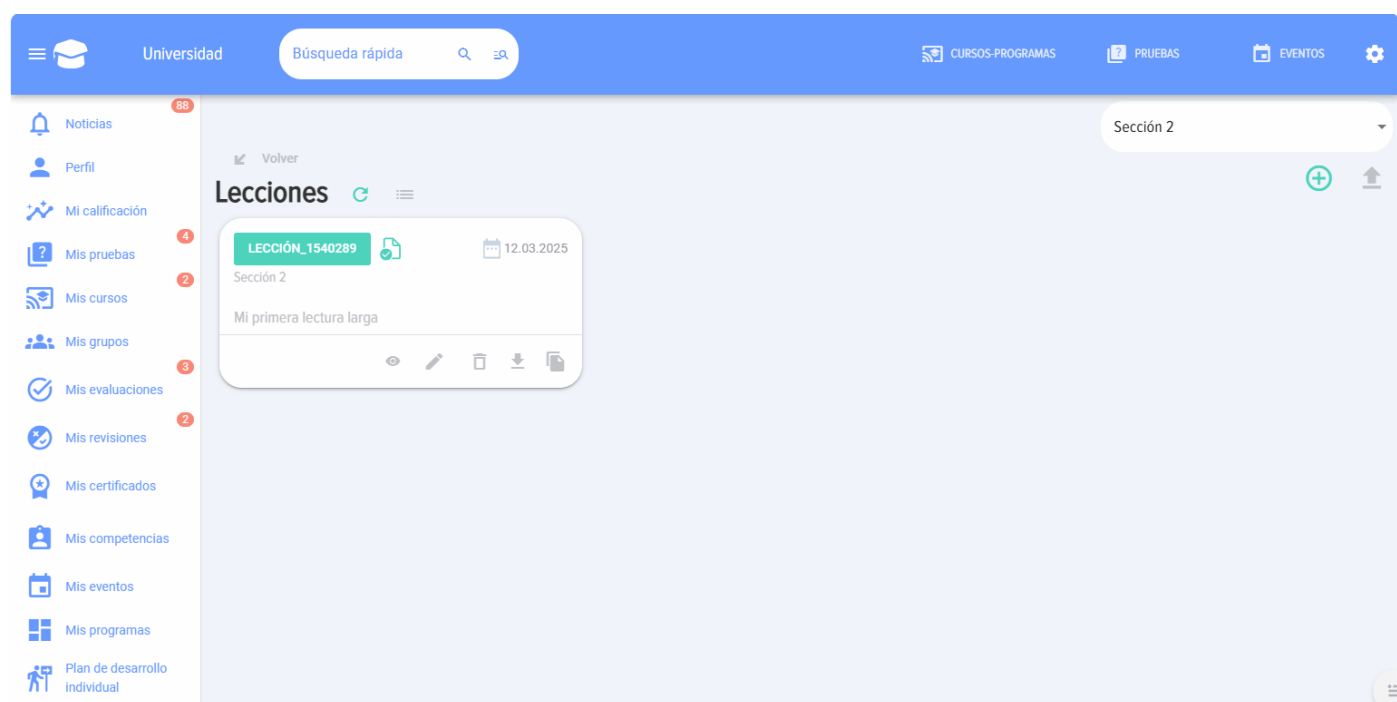 Universidad
Búsqueda rápida
CURSOS-PROGRAMAS
PRUEBAS
EVENTOS
88
Noticias
Perfil
Mi calificación
4
Mis pruebas
2
Mis cursos
Mis grupos
3
Mis evaluaciones
2
Mis revisiones
Mis certificados
Mis competencias
Mis eventos
Mis programas
Plan de desarrollo
individual
Sección 2
Volver
Lecciones
LECCIÓN_1540289
12.03.2025
Sección 2
Mi primera lectura larga